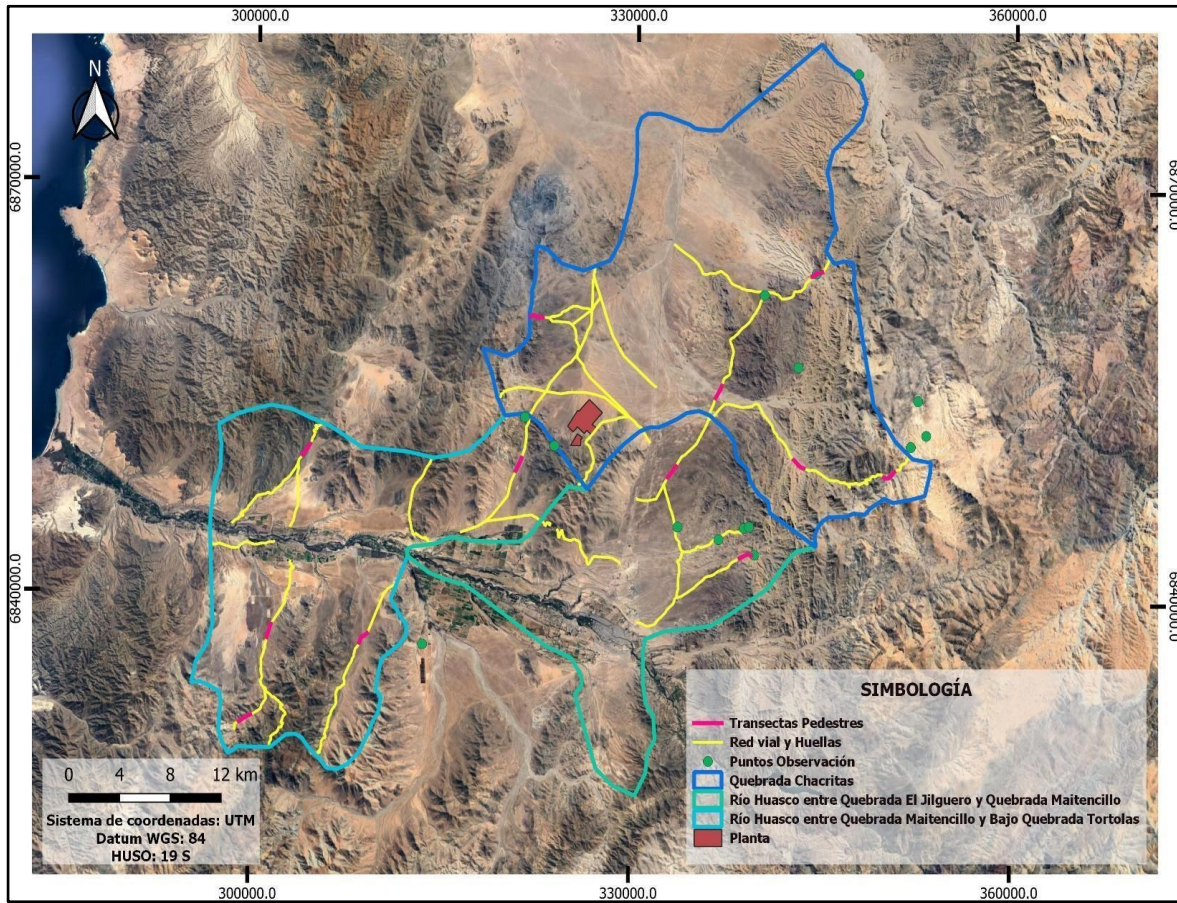 300000.0
330000.0
360000.0
N
6870000.0
6870000.0
6840000.0
6840000.0
SIMBOLOGÍA
Transectas Pedestres
Red vial y Huellas
Puntos Observación
Quebrada Chacritas
Río Huasco entre Quebrada El Jilguero y Quebrada Maitencillo
Río Huasco entre Quebrada Maitencillo y Bajo Quebrada Tortolas
Planta
0 4 8 12 km
Sistema de coordenadas: UTM
Datum WGS: 84
HUSO: 19 S
300000.0
330000.0
360000.0